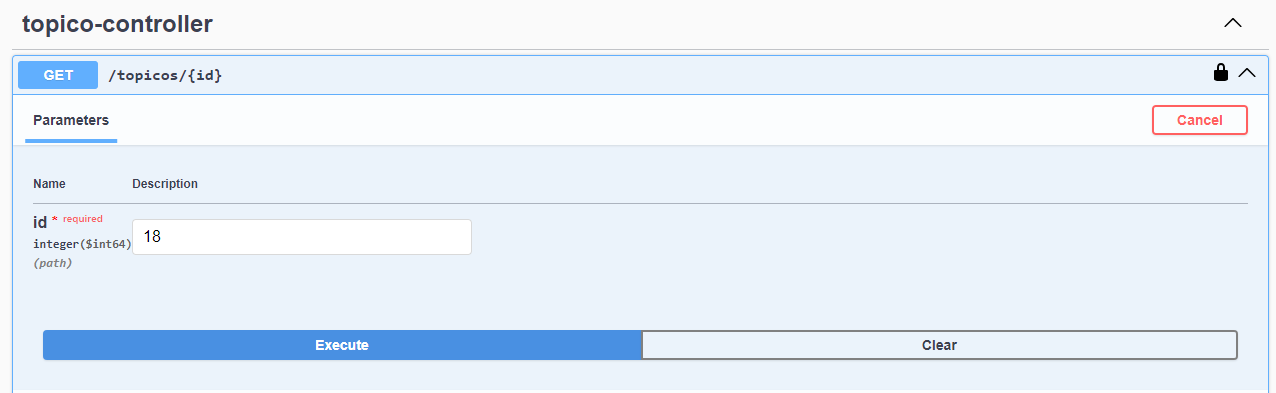 topico-controller
GET /topicos/{id}
Parameters
Cancel
Name Description
id * required
integer($int64)
(path)
18
Execute
Clear